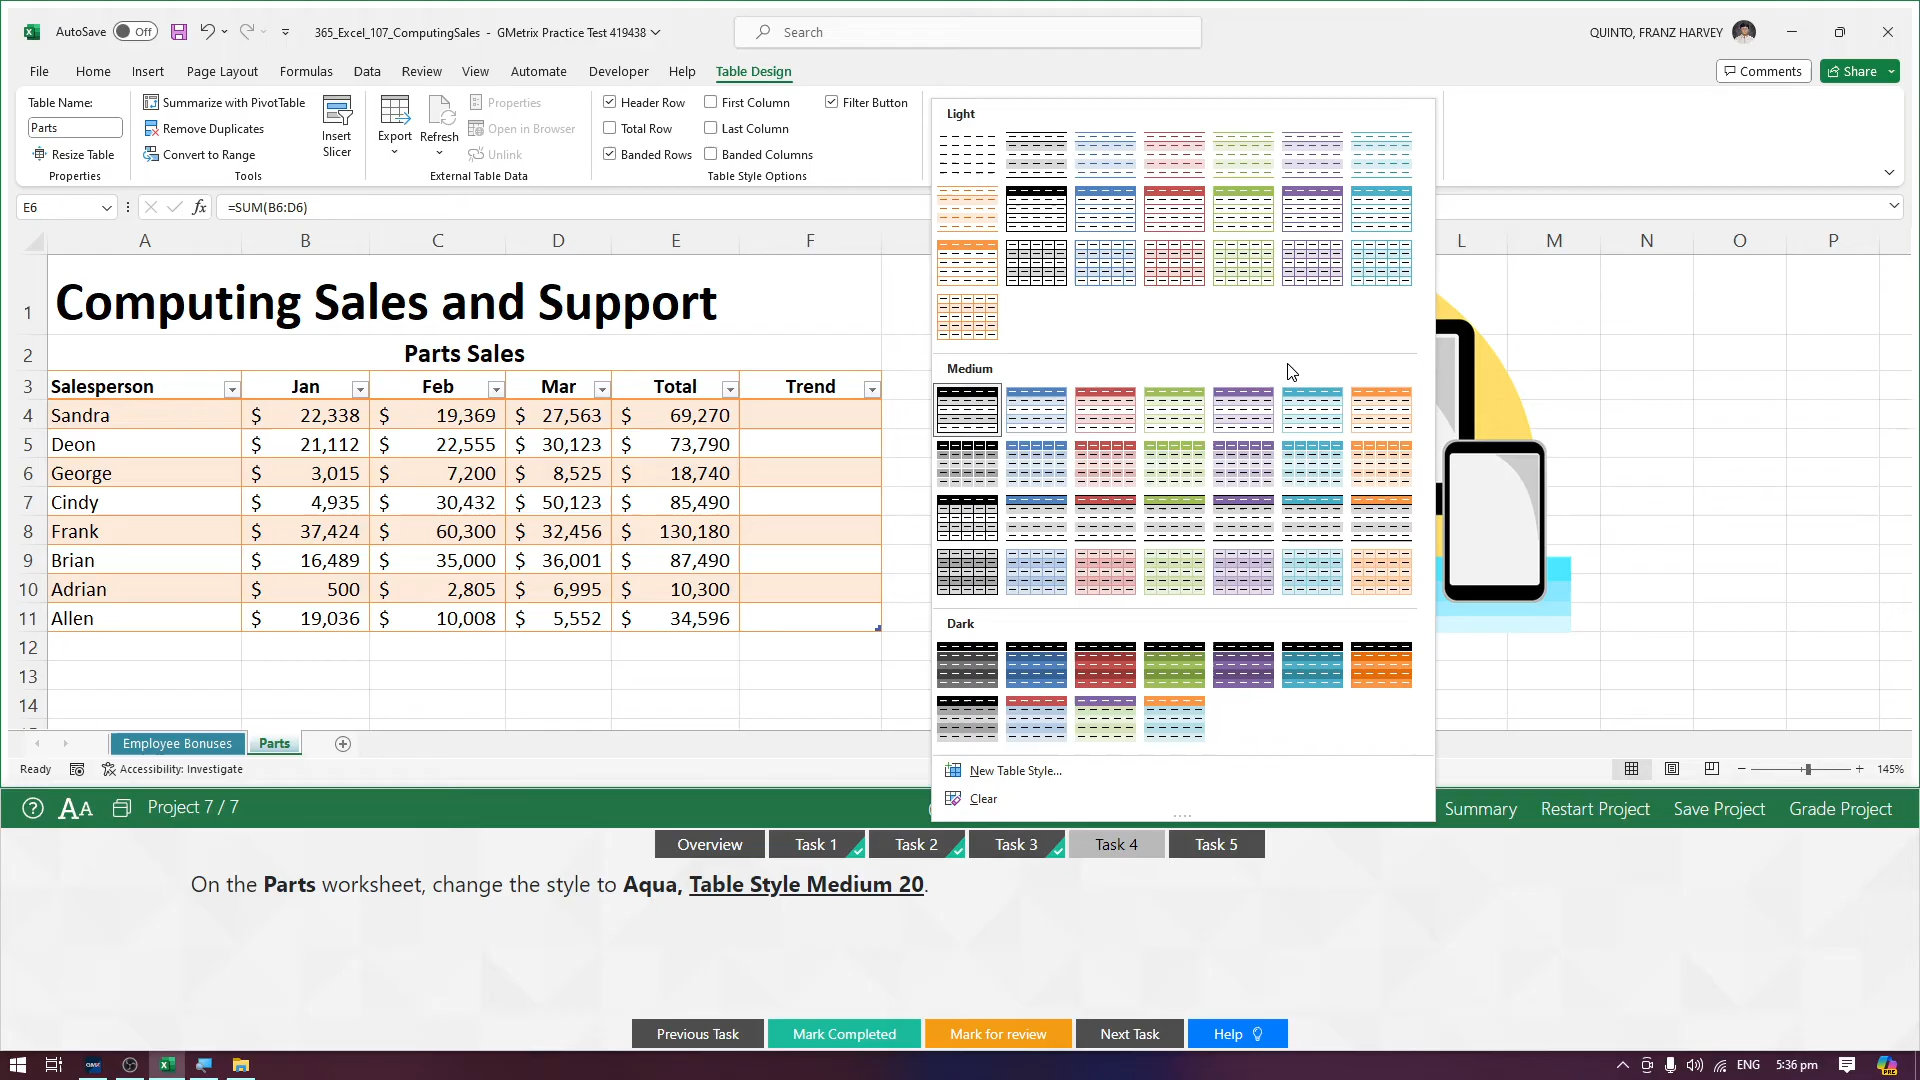 AutoSave Off 365_Excel_107_ComputingSales - GMetrix Practice Test 419438 Search QUINTO, FRANZ HARVEY
File Home Insert Page Layout Formulas Data Review View Automate Developer Help Table Design Comments Share
Table Name: Summarize with PivotTable Properties Header Row First Column Filter Button
Parts Remove Duplicates Insert Slicer Export Refresh Open in Browser Total Row Last Column
Resize Table Convert to Range Unlink Banded Rows Banded Columns
Properties Tools External Table Data Table Style Options
Light
Medium
Dark
New Table Style...
Clear
E6 fx =SUM(B6:D6)
A B C D E F L M N O P
1 Computing Sales and Support
2 Parts Sales
3 Salesperson Jan Feb Mar Total Trend
4 Sandra $ 22,338 $ 19,369 $ 27,563 $ 69,270
5 Deon $ 21,112 $ 22,555 $ 30,123 $ 73,790
6 George $ 3,015 $ 7,200 $ 8,525 $ 18,740
7 Cindy $ 4,935 $ 30,432 $ 50,123 $ 85,490
8 Frank $ 37,424 $ 60,300 $ 32,456 $ 130,180
9 Brian $ 16,489 $ 35,000 $ 36,001 $ 87,490
10 Adrian $ 500 $ 2,805 $ 6,995 $ 10,300
11 Allen $ 19,036 $ 10,008 $ 5,552 $ 34,596
12
13
14
Employee Bonuses Parts
Ready Accessibility: Investigate 145%
AA Project 7 / 7 Summary Restart Project Save Project Grade Project
Overview Task 1 Task 2 Task 3 Task 4 Task 5
On the Parts worksheet, change the style to Aqua, Table Style Medium 20.
Previous Task Mark Completed Mark for review Next Task Help
ENG 5:36 pm